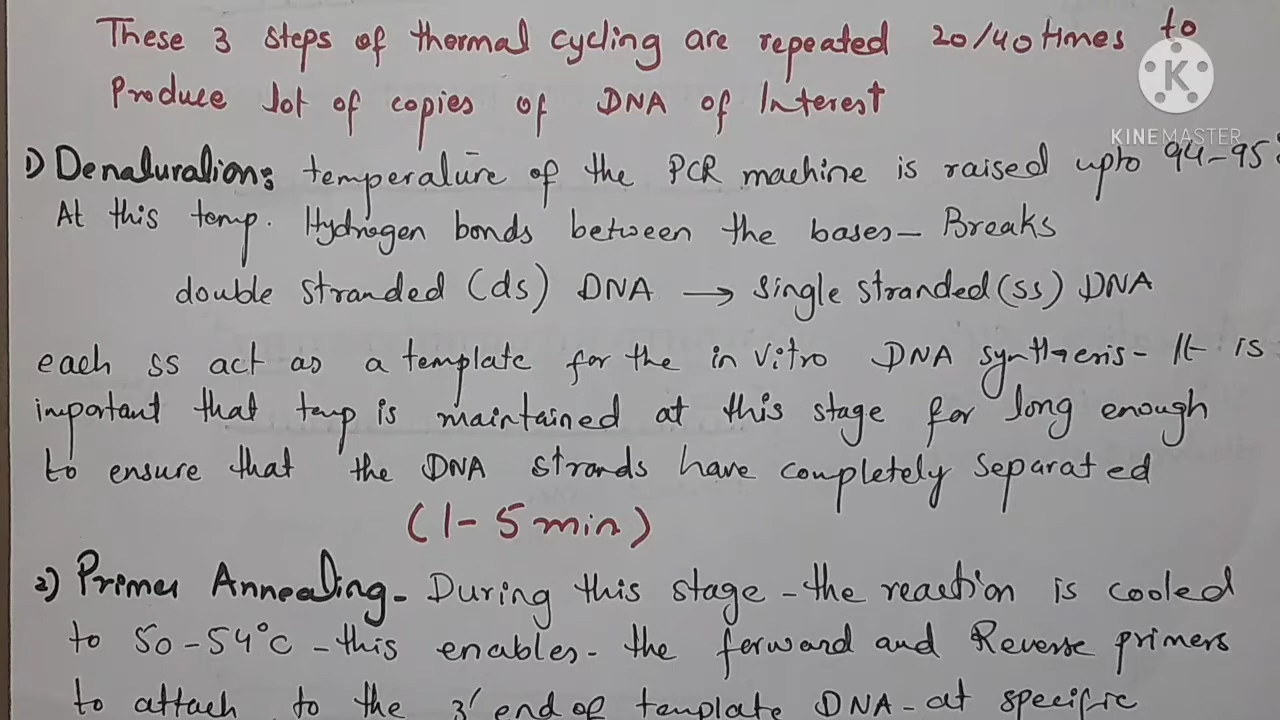 These 3 steps of thermal cycling are repeated 20/40 times to
Produce lot of copies of DNA of Interest
K
KINEMASTER
1) Denaturation: temperature of the PCR machine is raised upto 94-95°
At this temp. Hydrogen bonds between the bases - Breaks
double stranded (ds) DNA → Single stranded (ss) DNA
each ss act as a template for the in vitro DNA synthesis - It is
important that temp is maintained at this stage for long enough
to ensure that the DNA strands have completely separated
(1-5 min)
2) Primer Annealing - During this stage - the reaction is cooled
to 50-54°C - this enables - the forward and Reverse primers
to attach to the 3' end of template DNA - at specific